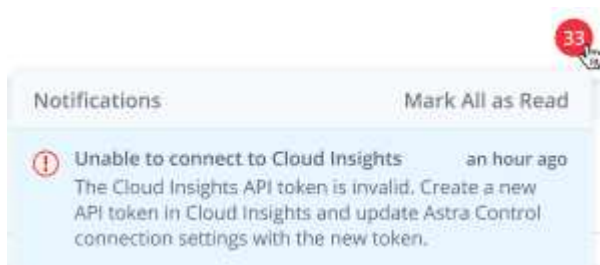 33
Notifications Mark All as Read
Unable to connect to Cloud Insights an hour ago
The Cloud Insights API token is invalid. Create a new
API token in Cloud Insights and update Astra Control
connection settings with the new token.